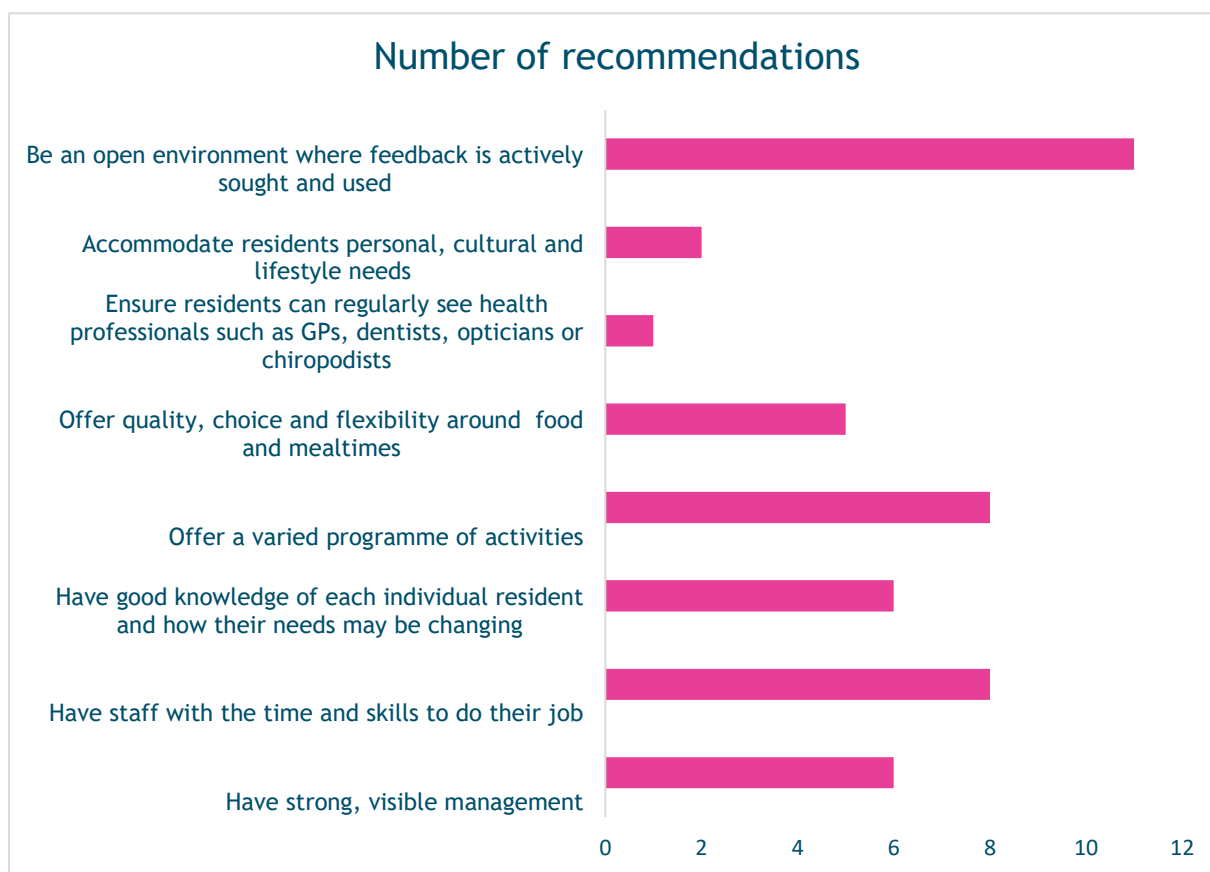 Number of recommendations
Be an open environment where feedback is actively
sought and used
Accommodate residents personal, cultural and
lifestyle needs
Ensure residents can regularly see health
professionals such as GPs, dentists, opticians or
chiropodists
Offer quality, choice and flexibility around  food
and mealtimes
Offer a varied programme of activities
Have good knowledge of each individual resident
and how their needs may be changing
Have staff with the time and skills to do their job
Have strong, visible management
0 2 4 6 8 10 12